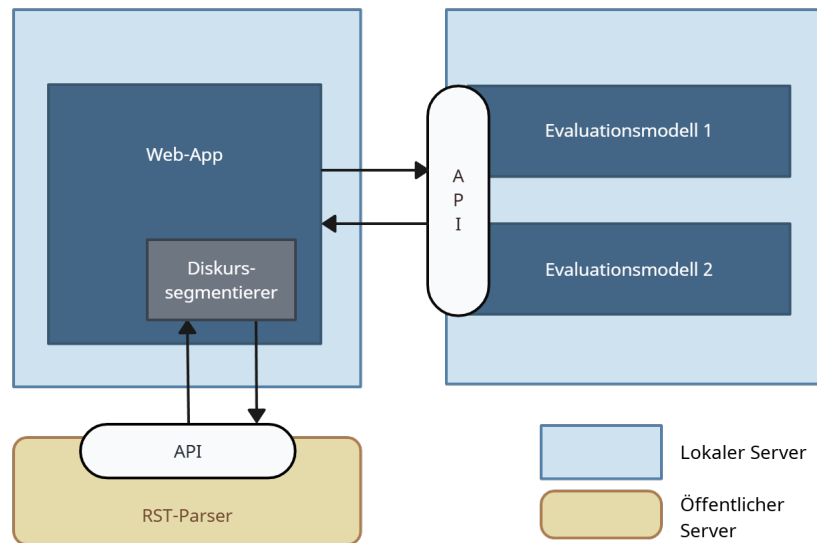 Web-App
Diskurs-
segmentierer
A
P
I
Evaluationsmodell 1
Evaluationsmodell 2
API
RST-Parser
Lokaler Server
Öffentlicher
Server